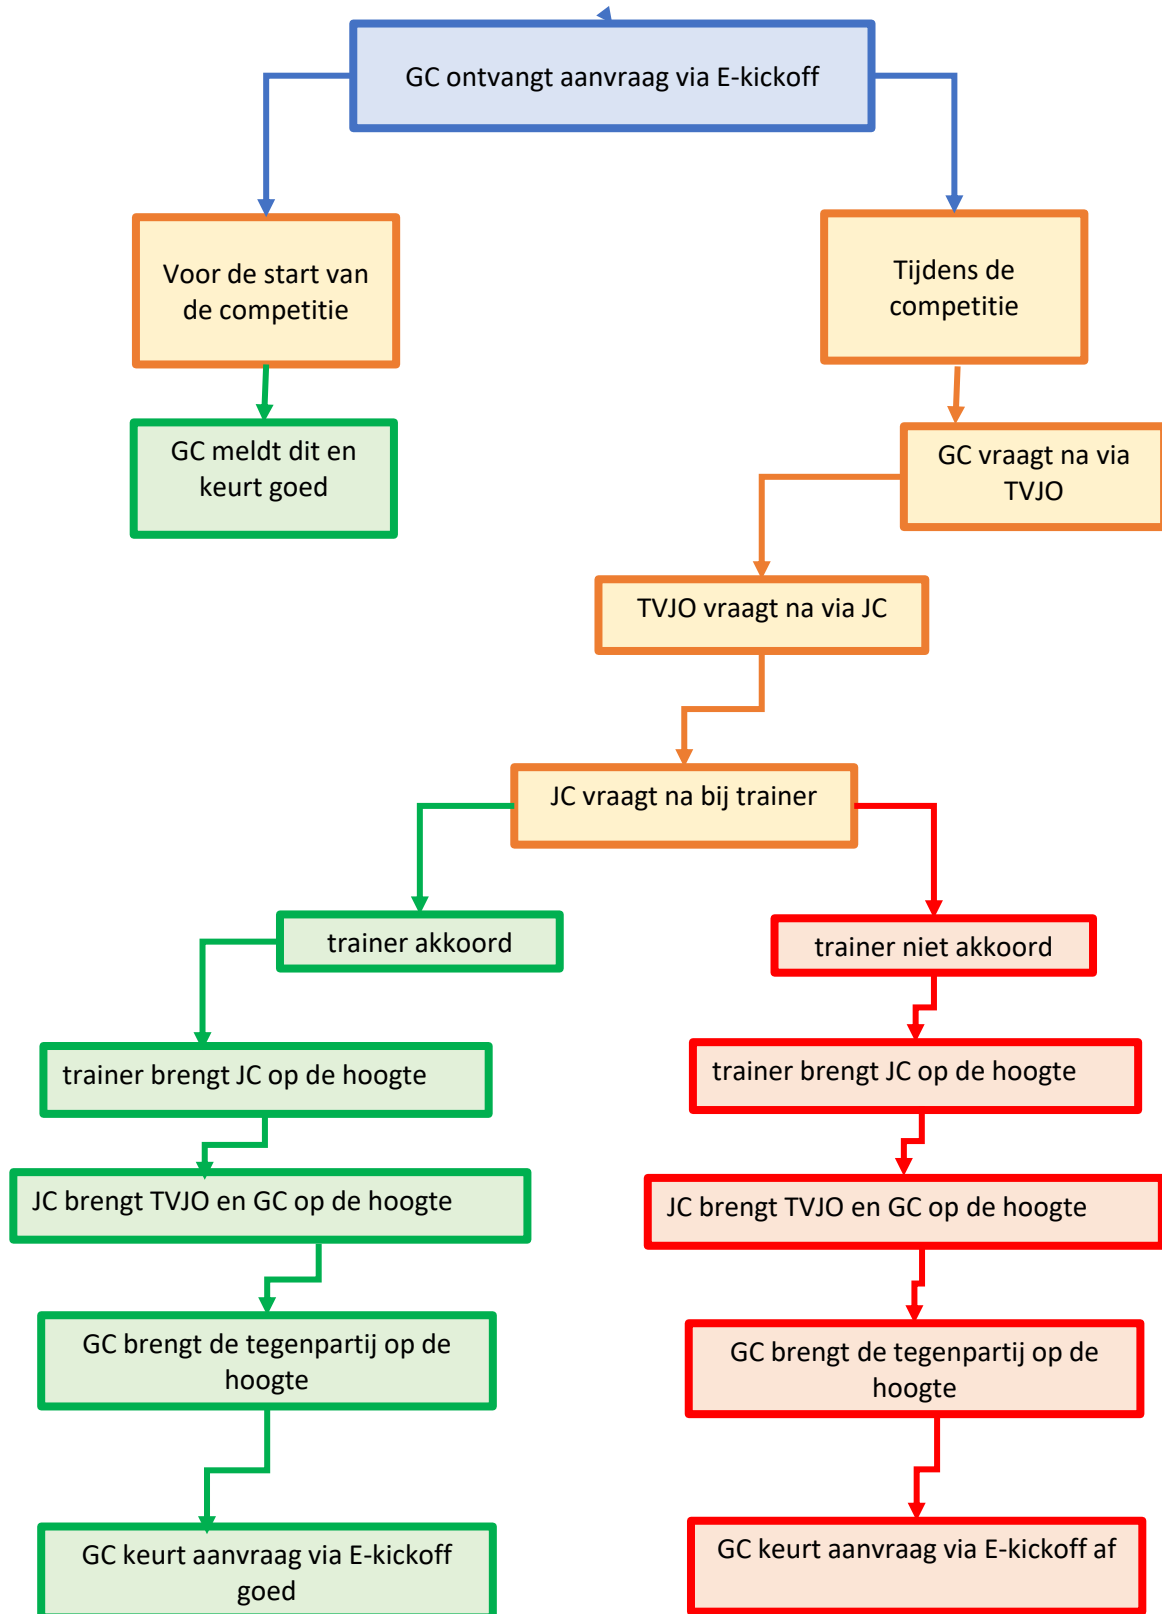 GC ontvangt aanvraag via E-kickoff
Voor de start van
de competitie
Tijdens de
competitie
GC meldt dit en
keurt goed
GC vraagt na via
TVJO
TVJO vraagt na via JC
JC vraagt na bij trainer
trainer akkoord
trainer niet akkoord
trainer brengt JC op de hoogte
trainer brengt JC op de hoogte
JC brengt TVJO en GC op de hoogte
JC brengt TVJO en GC op de hoogte
GC brengt de tegenpartij op de
hoogte
GC brengt de tegenpartij op de
hoogte
GC keurt aanvraag via E-kickoff
goed
GC keurt aanvraag via E-kickoff af